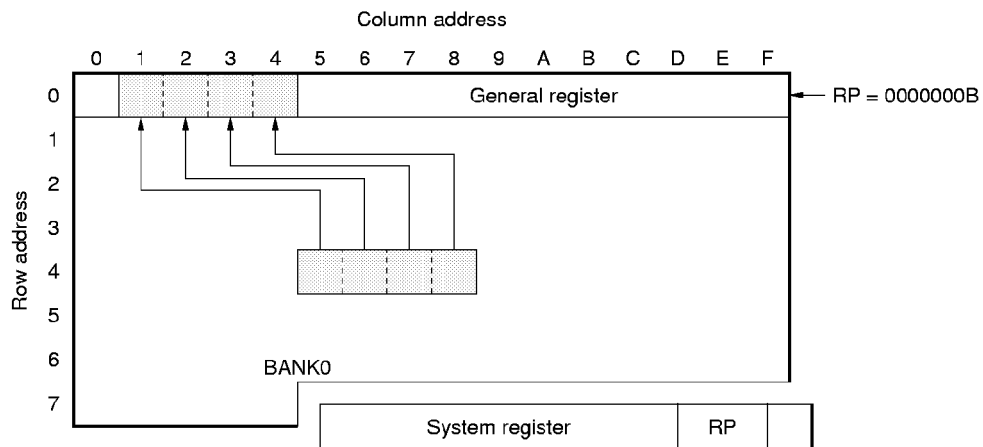 Column address
0 1 2 3 4 5 6 7 8 9 A B C D E F
0 General register RP = 0000000B
1
2
3
4
5
6
BANK0
7
System register RP
Row address